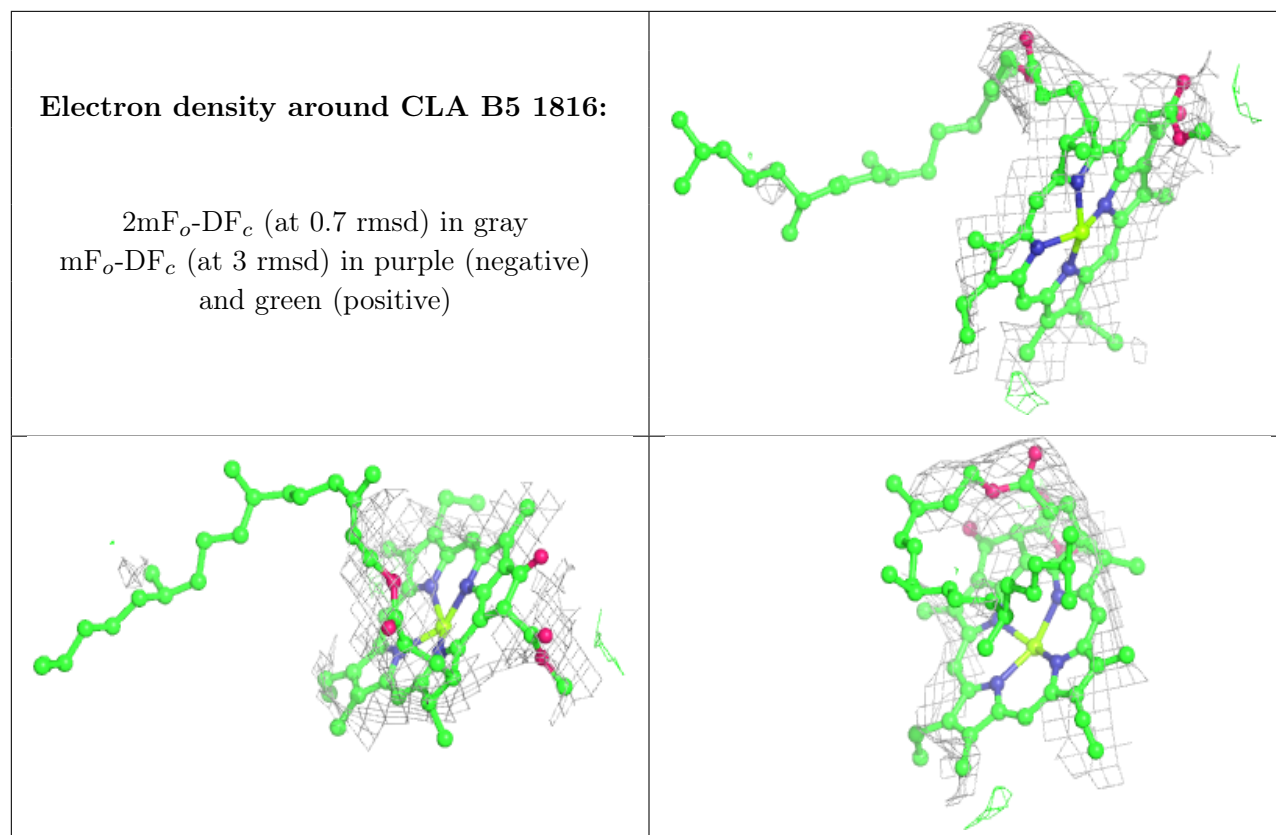 Electron density around CLA B5 1816:
2mFₒ-DF𝑐 (at 0.7 rmsd) in gray
mFₒ-DF𝑐 (at 3 rmsd) in purple (negative)
and green (positive)